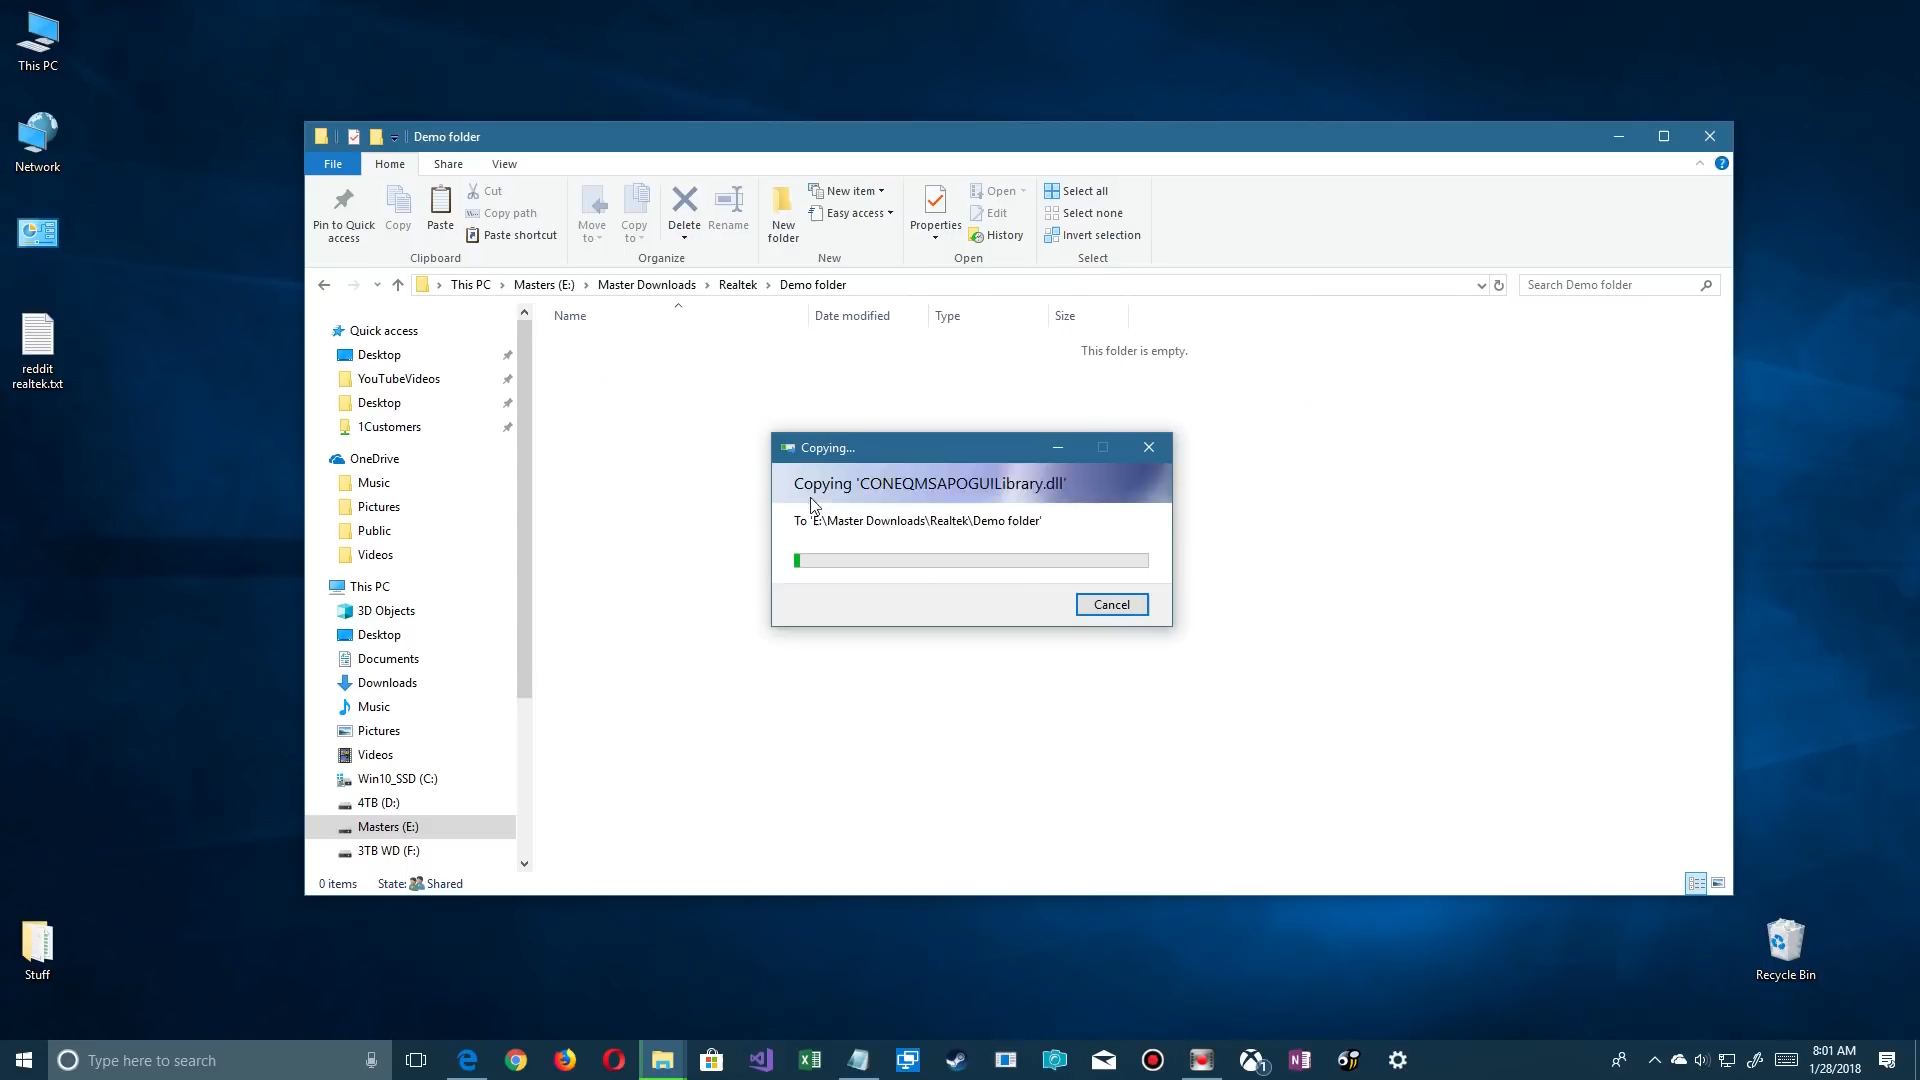 This PC
Network
reddit
realtek.txt
Stuff
Recycle Bin
Demo folder
File
Home
Share
View
Pin to Quick
access
Copy
Paste
Cut
Copy path
Paste shortcut
Clipboard
Move
to
Copy
to
Delete
Rename
Organize
New
folder
New item
Easy access
New
Properties
Open
Edit
History
Open
Select all
Select none
Invert selection
Select
This PC > Masters (E:) > Master Downloads > Realtek > Demo folder
Search Demo folder
Name
Date modified
Type
Size
This folder is empty.
Quick access
Desktop
YouTubeVideos
Desktop
1Customers
OneDrive
Music
Pictures
Public
Videos
This PC
3D Objects
Desktop
Documents
Downloads
Music
Pictures
Videos
Win10_SSD (C:)
4TB (D:)
Masters (E:)
3TB WD (F:)
0 items
State: Shared
Copying...
Copying 'CONEQMSAPOGUILibrary.dll'
To 'E:\Master Downloads\Realtek\Demo folder'
Cancel
Type here to search
8:01 AM
1/28/2018